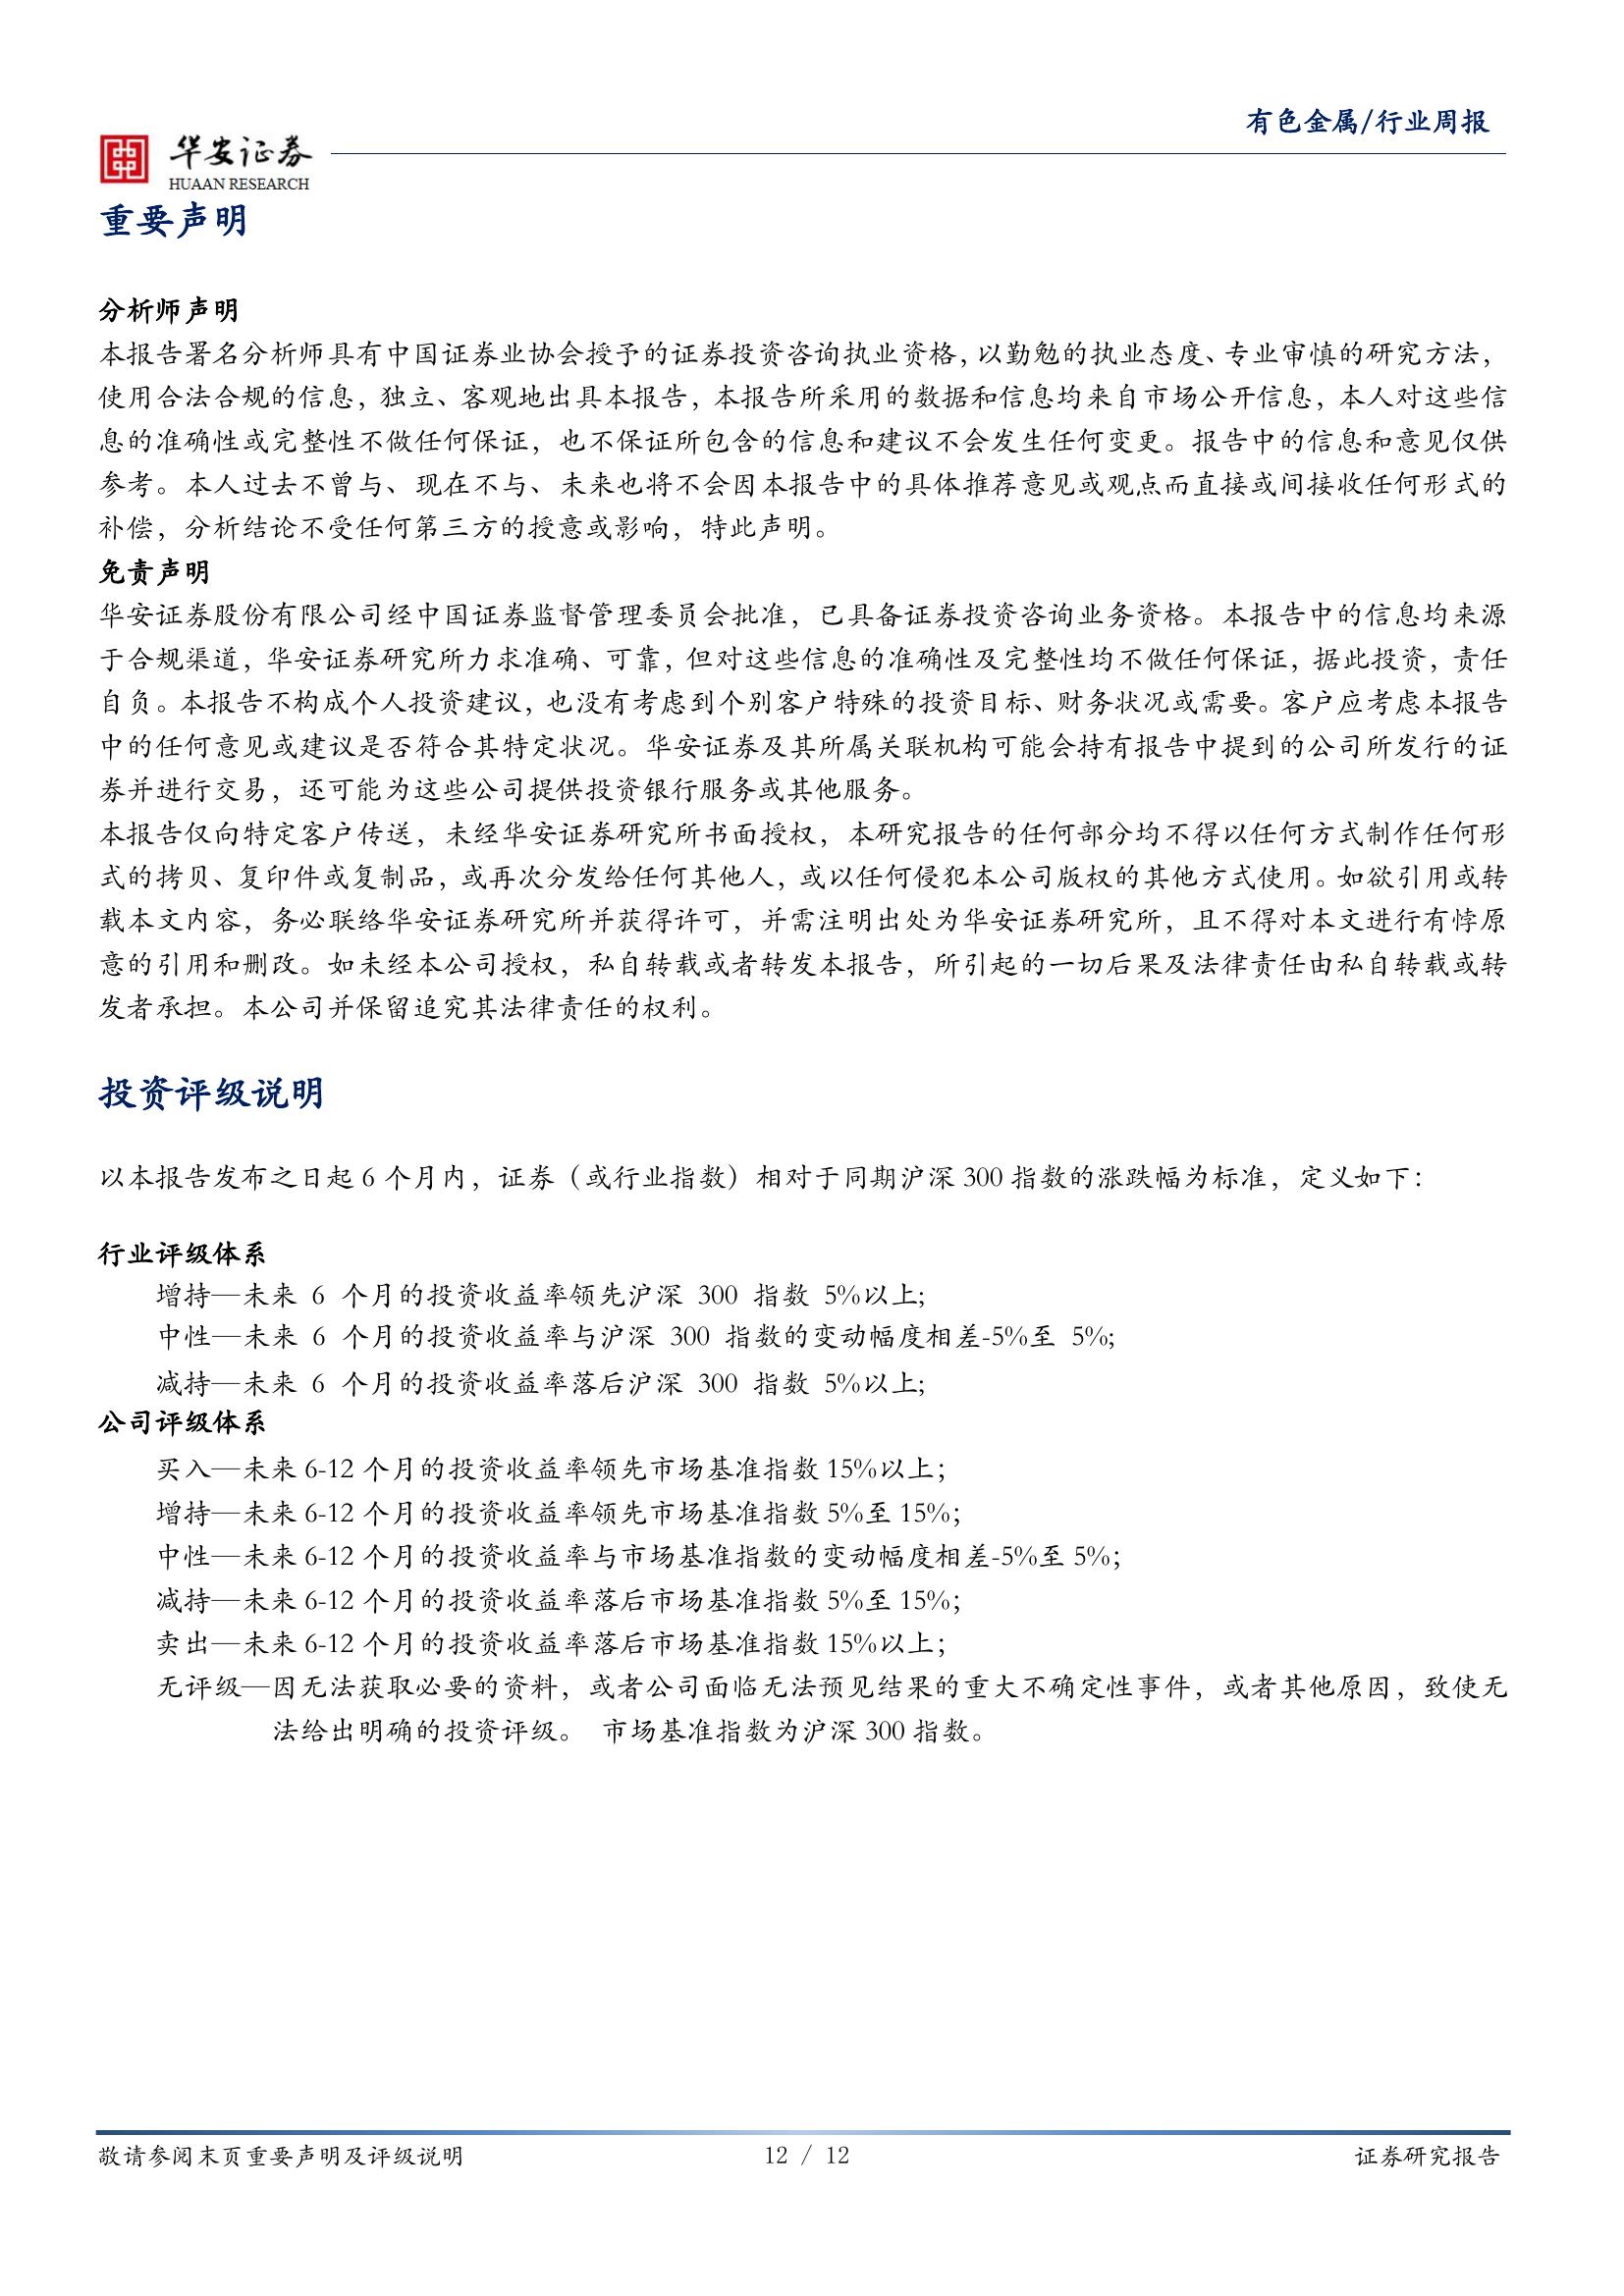 有色金属/行业周报
华安证券
HUAAN RESEARCH
重要声明
分析师声明
本报告署名分析师具有中国证券业协会授予的证券投资咨询执业资格，以勤勉的执业态度、专业审慎的研究方法，
使用合法合规的信息，独立、客观地出具本报告，本报告所采用的数据和信息均来自市场公开信息，本人对这些信
息的准确性或完整性不做任何保证，也不保证所包含的信息和建议不会发生任何变更。报告中的信息和意见仅供
参考。本人过去不曾与、现在不与、未来也将不会因本报告中的具体推荐意见或观点而直接或间接收任何形式的
补偿，分析结论不受任何第三方的授意或影响，特此声明。
免责声明
华安证券股份有限公司经中国证券监督管理委员会批准，已具备证券投资咨询业务资格。本报告中的信息均来源
于合规渠道，华安证券研究所力求准确、可靠，但对这些信息的准确性及完整性均不做任何保证，据此投资，责任
自负。本报告不构成个人投资建议，也没有考虑到个别客户特殊的投资目标、财务状况或需要。客户应考虑本报告
中的任何意见或建议是否符合其特定状况。华安证券及其所属关联机构可能会持有报告中提到的公司所发行的证
券并进行交易，还可能为这些公司提供投资银行服务或其他服务。
本报告仅向特定客户传送，未经华安证券研究所书面授权，本研究报告的任何部分均不得以任何方式制作任何形
式的拷贝、复印件或复制品，或再次分发给任何其他人，或以任何侵犯本公司版权的其他方式使用。如欲引用或转
载本文内容，务必联络华安证券研究所并获得许可，并需注明出处为华安证券研究所，且不得对本文进行有悖原
意的引用和删改。如未经本公司授权，私自转载或者转发本报告，所引起的一切后果及法律责任由私自转载或转
发者承担。本公司并保留追究其法律责任的权利。
投资评级说明
以本报告发布之日起 6 个月内，证券（或行业指数）相对于同期沪深 300 指数的涨跌幅为标准，定义如下：
行业评级体系
增持—未来 6 个月的投资收益率领先沪深 300 指数 5%以上;
中性—未来 6 个月的投资收益率与沪深 300 指数的变动幅度相差-5%至 5%;
减持—未来 6 个月的投资收益率落后沪深 300 指数 5%以上;
公司评级体系
买入—未来 6-12 个月的投资收益率领先市场基准指数 15%以上；
增持—未来 6-12 个月的投资收益率领先市场基准指数 5%至 15%；
中性—未来 6-12 个月的投资收益率与市场基准指数的变动幅度相差-5%至 5%；
减持—未来 6-12 个月的投资收益率落后市场基准指数 5%至 15%；
卖出—未来 6-12 个月的投资收益率落后市场基准指数 15%以上；
无评级—因无法获取必要的资料，或者公司面临无法预见结果的重大不确定性事件，或者其他原因，致使无
法给出明确的投资评级。 市场基准指数为沪深 300 指数。
敬请参阅末页重要声明及评级说明
12 / 12
证券研究报告